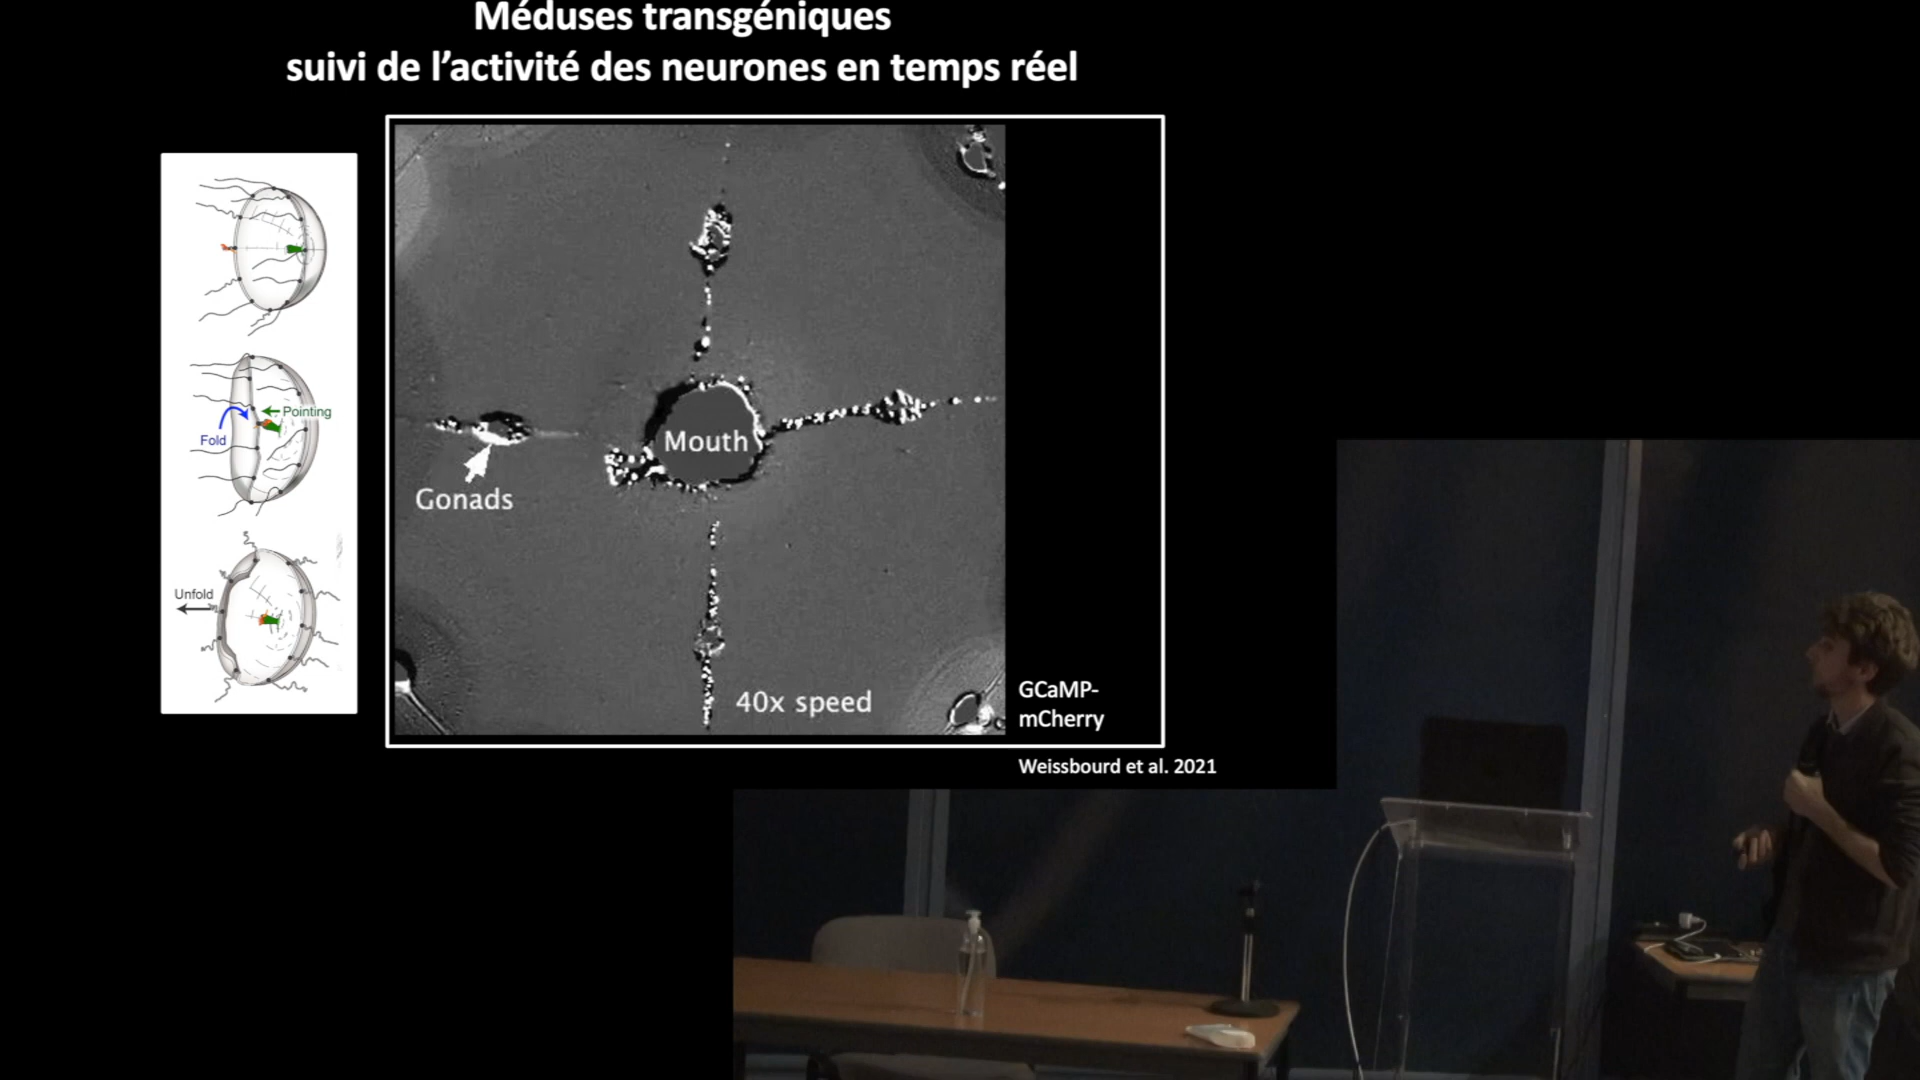 Méduses transgéniques
suivi de l’activité des neurones en temps réel
Pointing
Fold
Unfold
Mouth
Gonads
40x speed
GCaMP-
mCherry
Weissbourd et al. 2021